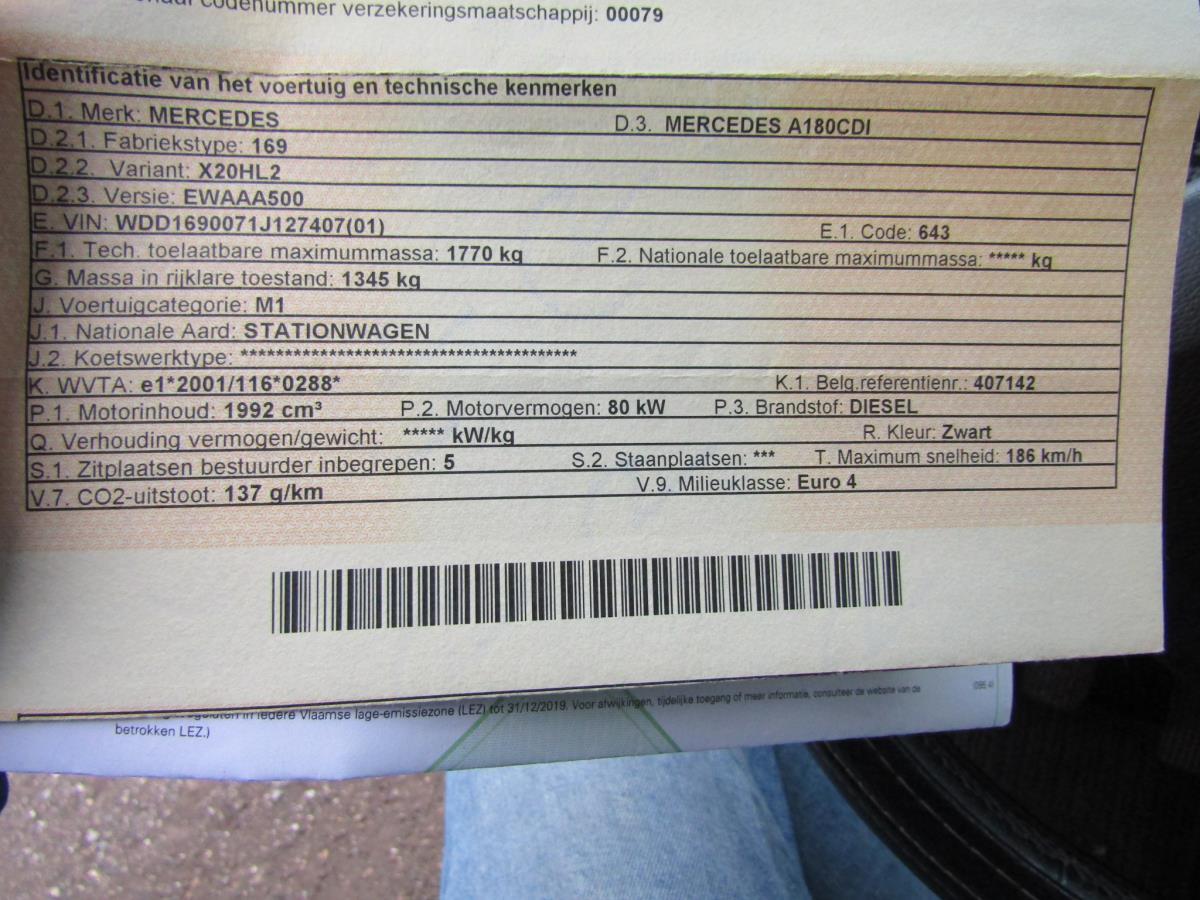 codenummer verzekeringsmaatschappij: 00079
Identificatie van het voertuig en technische kenmerken
D.1. Merk: MERCEDES D.3. MERCEDES A180CDI
D.2.1. Fabriekstype: 169
D.2.2. Variant: X20HL2
D.2.3. Versie: EWAAA500
E. VIN: WDD1690071J127407(01) E.1. Code: 643
F.1. Tech. toelaatbare maximummassa: 1770 kg F.2. Nationale toelaatbare maximummassa: ***** kg
G. Massa in rijklare toestand: 1345 kg
J. Voertuigcategorie: M1
J.1. Nationale Aard: STATIONWAGEN
J.2. Koetswerktype: **************************************
K. WVTA: e1*2001/116*0288* K.1. Belg.referentienr.: 407142
P.1. Motorinhoud: 1992 cm³ P.2. Motorvermogen: 80 kW P.3. Brandstof: DIESEL
Q. Verhouding vermogen/gewicht: ***** kW/kg R. Kleur: Zwart
S.1. Zitplaatsen bestuurder inbegrepen: 5 S.2. Staanplaatsen: *** T. Maximum snelheid: 186 km/h
V.7. CO2-uitstoot: 137 g/km V.9. Milieuklasse: Euro 4
in iedere Vlaamse lage-emissiezone (LEZ) tot 31/12/2019. Voor afwijkingen, tijdelijke toegang of meer informatie, consulteer de website van de
betrokken LEZ.)